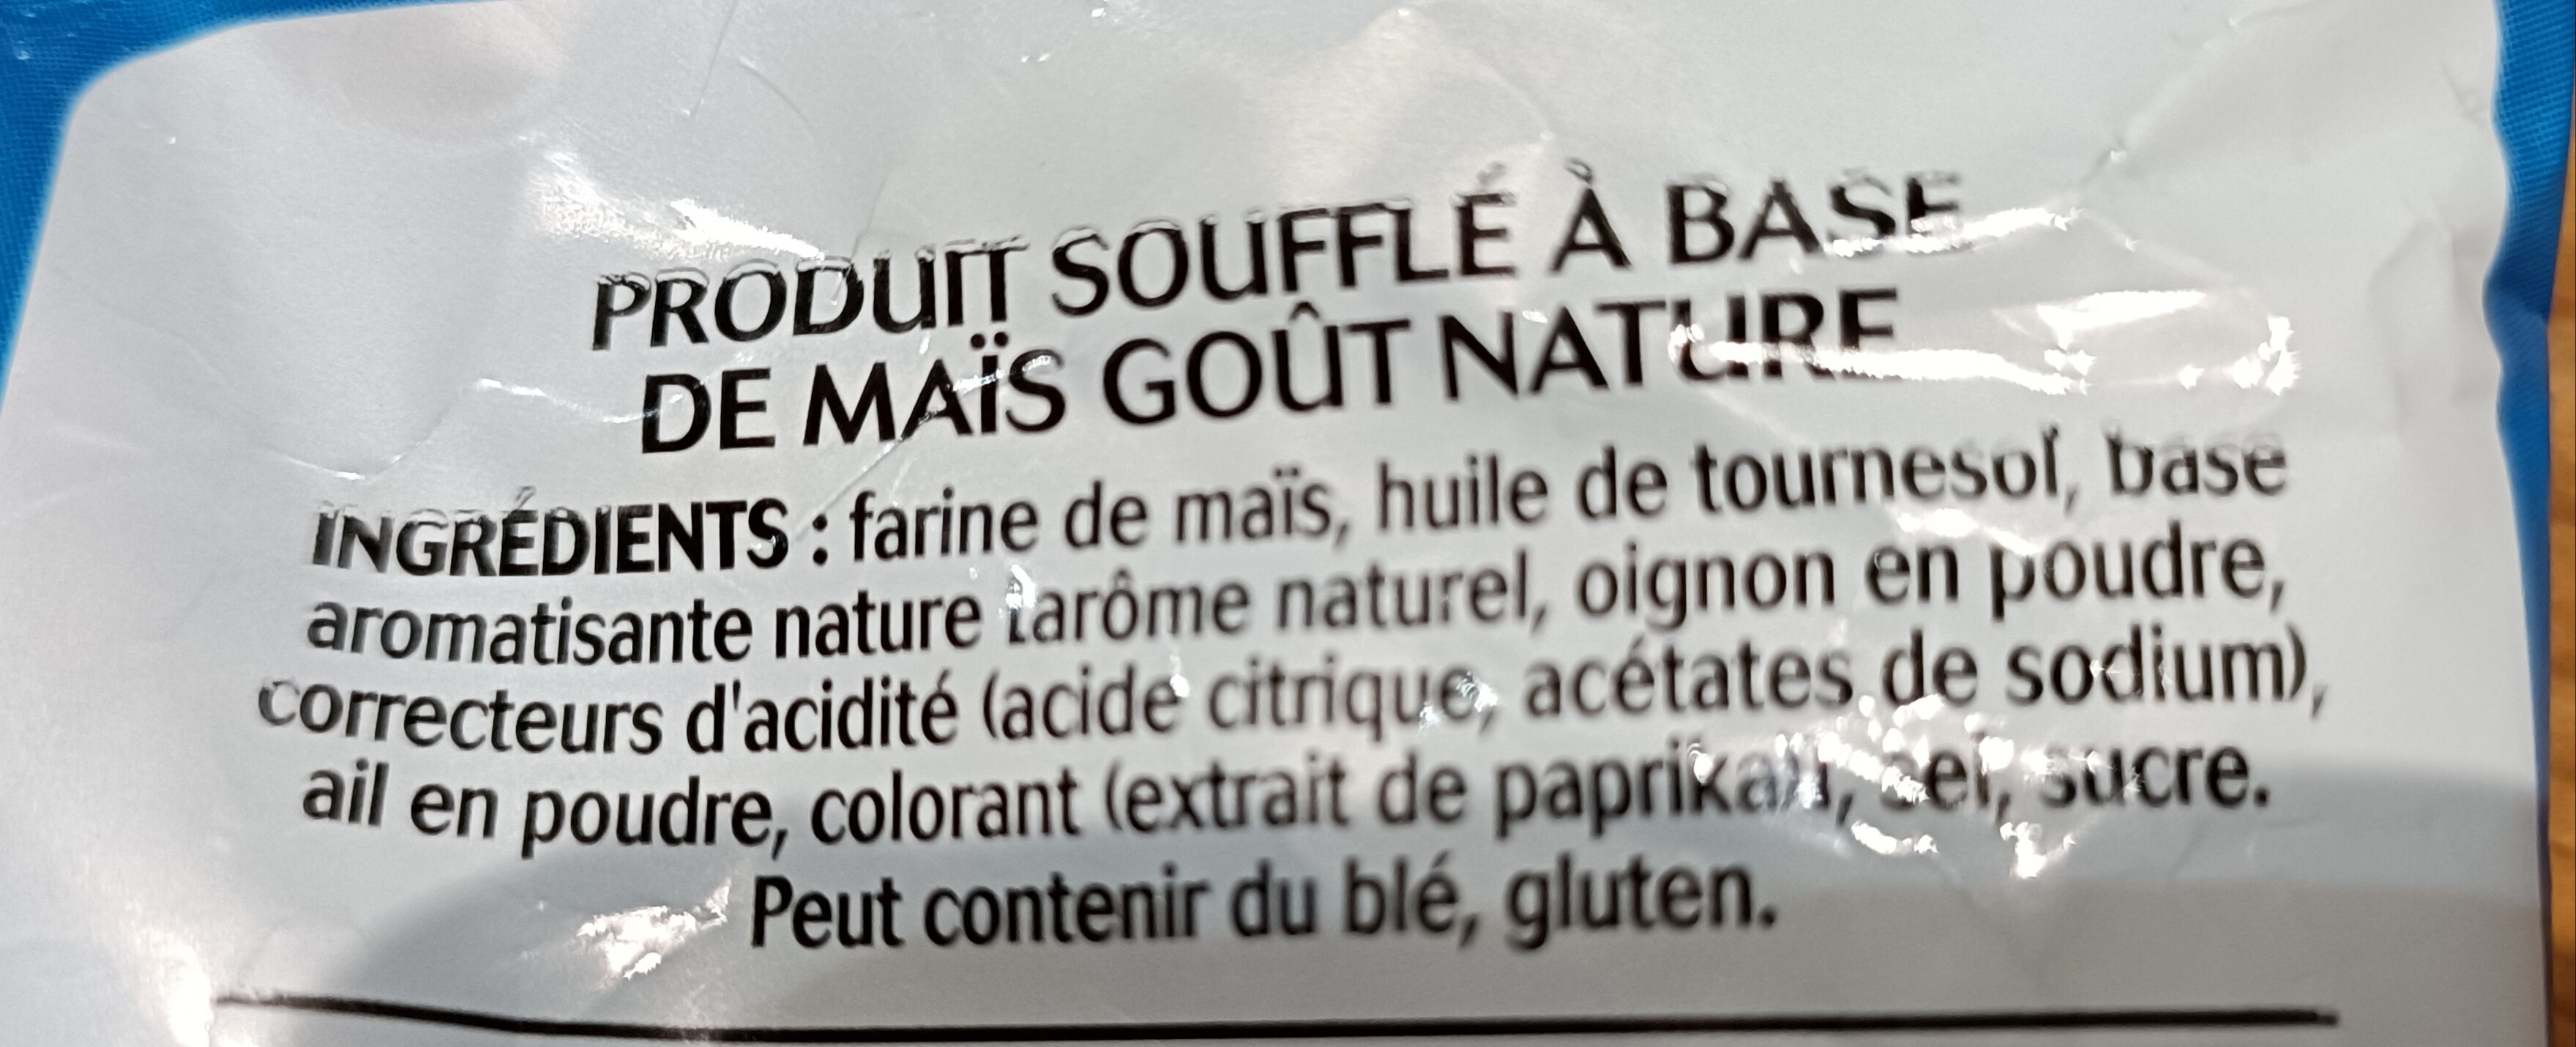 PRODUIT SOUFFLÉ À BASE
DE MAÏS GOÛT NATURE
INGRÉDIENTS : farine de maïs, huile de tournesol, base
aromatisante nature [arôme naturel, oignon en poudre,
correcteurs d'acidité (acide citrique, acétates de sodium),
ail en poudre, colorant (extrait de paprika)], sel, sucre.
Peut contenir du blé, gluten.